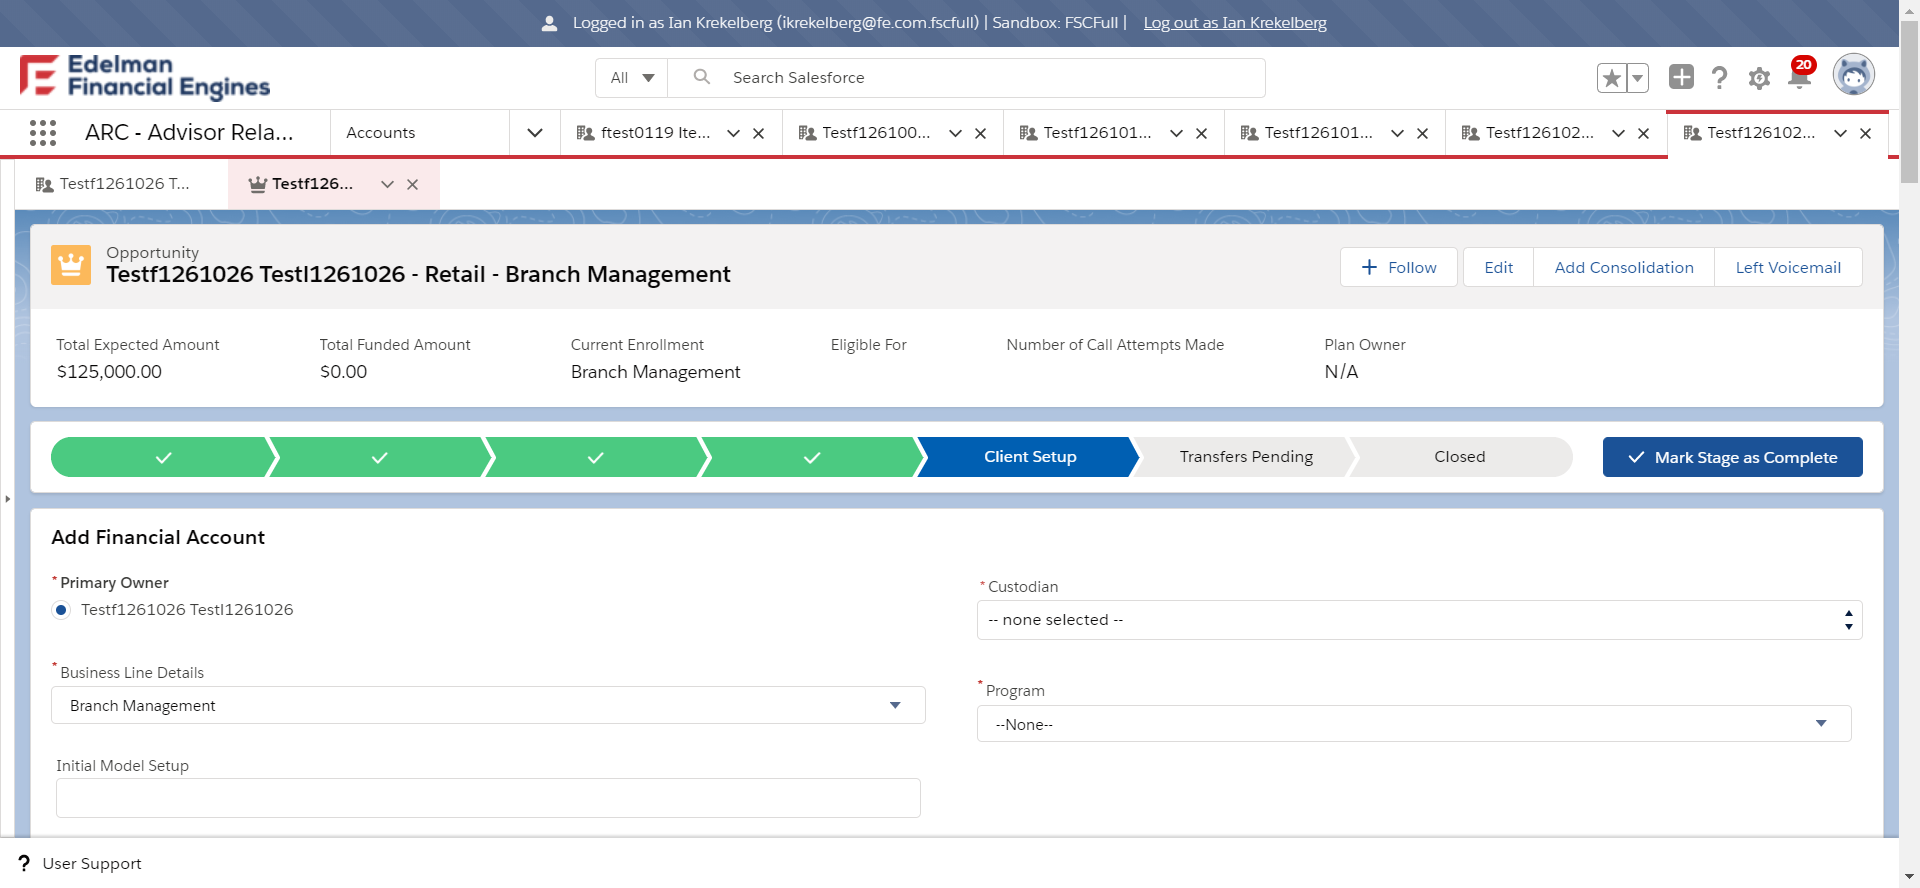 Logged in as Ian Krekelberg (ikrekelberg@fe.com.fscfull) | Sandbox: FSCFull | Log out as Ian Krekelberg
Edelman
Financial Engines
All
Search Salesforce
20
ARC - Advisor Rela...
Accounts
ftest0119 Ite...
Testf126100...
Testf126101...
Testf126101...
Testf126102...
Testf126102...
Testf1261026 T...
Testf126...
Opportunity
Testf1261026 Testl1261026 - Retail - Branch Management
Follow
Edit
Add Consolidation
Left Voicemail
Total Expected Amount
Total Funded Amount
Current Enrollment
Eligible For
Number of Call Attempts Made
Plan Owner
$125,000.00
$0.00
Branch Management
N/A
Client Setup
Transfers Pending
Closed
Mark Stage as Complete
Add Financial Account
* Primary Owner
Testf1261026 Testl1261026
* Custodian
-- none selected --
* Business Line Details
Branch Management
* Program
--None--
Initial Model Setup
? User Support